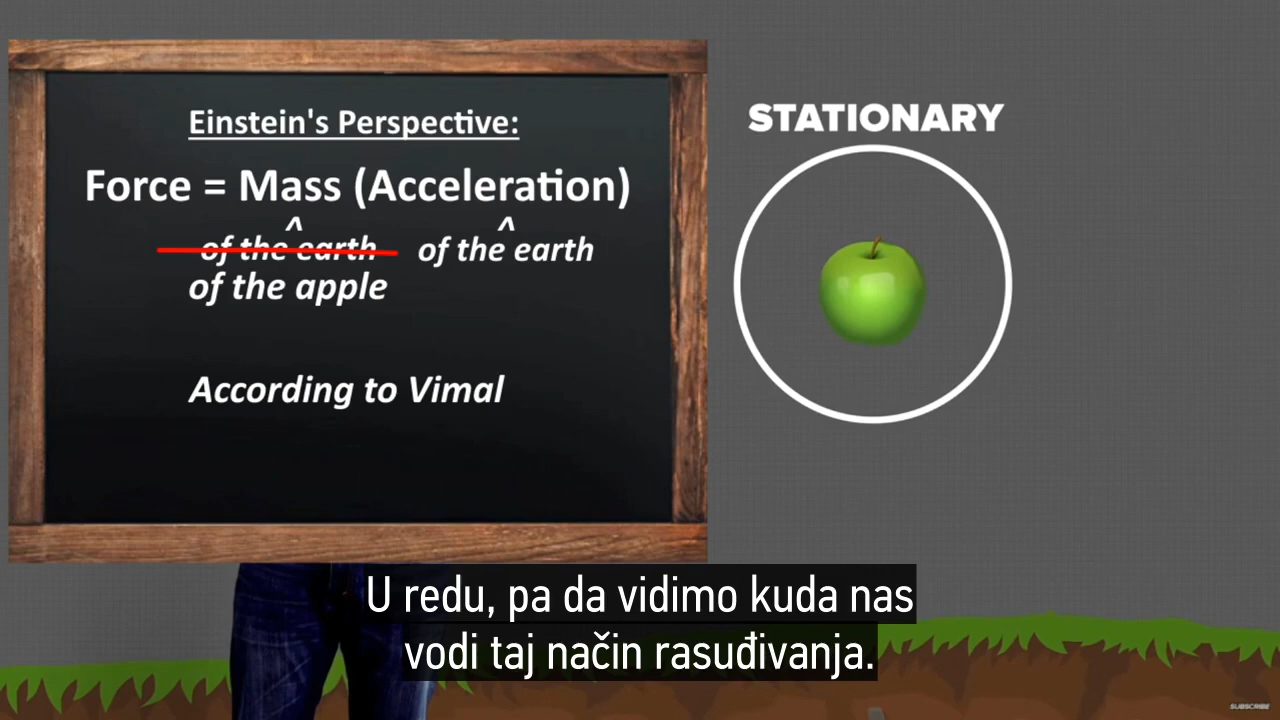 Einstein's Perspective:
Force = Mass (Acceleration)
^ ^
of the earth of the earth
of the apple
According to Vimal
STATIONARY
U redu, pa da vidimo kuda nas
vodi taj način rasuđivanja.
SUBSCRIBE